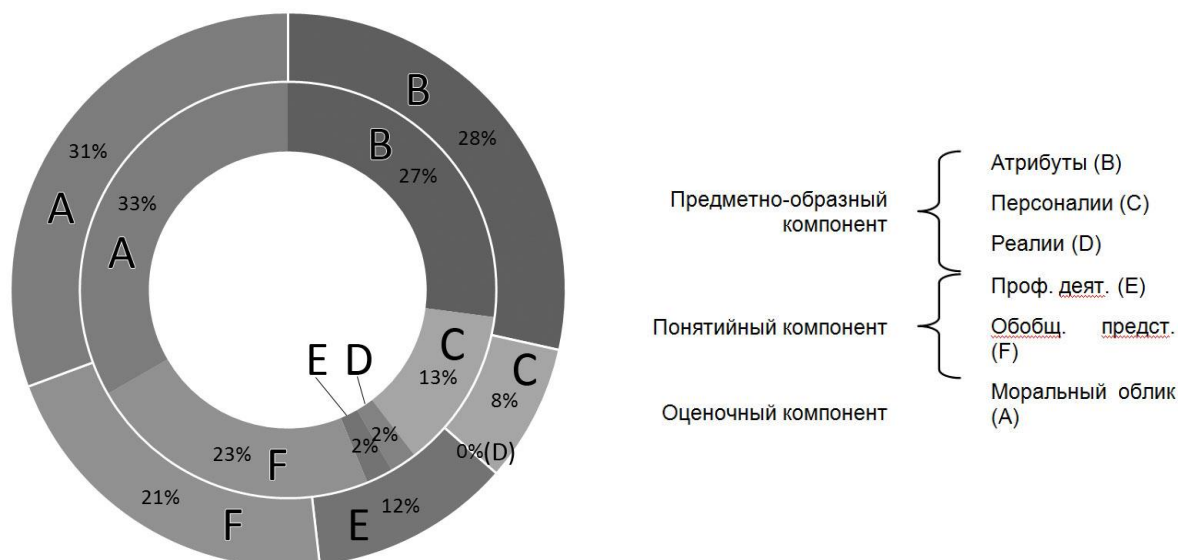 B
28%
B
27%
31%
A
33%
A
E D
C
13%
C
8%
2%
2%
0%(D)
23%
F
21%
F
E
12%
Предметно-образный
компонент
Атрибуты (B)
Персоналии (C)
Реалии (D)
Понятийный компонент
Проф. деят. (E)
Обобщ. предст.
(F)
Оценочный компонент
Моральный облик
(A)